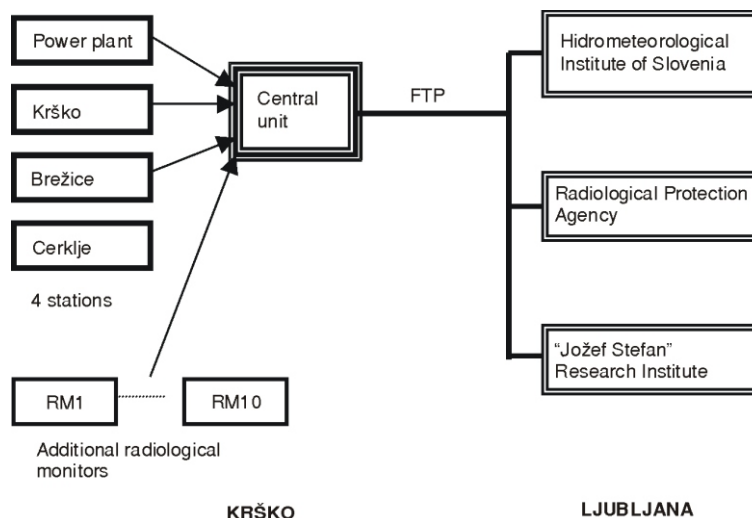 Power plant
Krško
Brežice
Cerklje
4 stations
RM1
RM10
Additional radiological
monitors
Central
unit
FTP
Hidrometeorological
Institute of Slovenia
Radiological Protection
Agency
“Jožef Stefan”
Research Institute
KRŠKO
LJUBLJANA